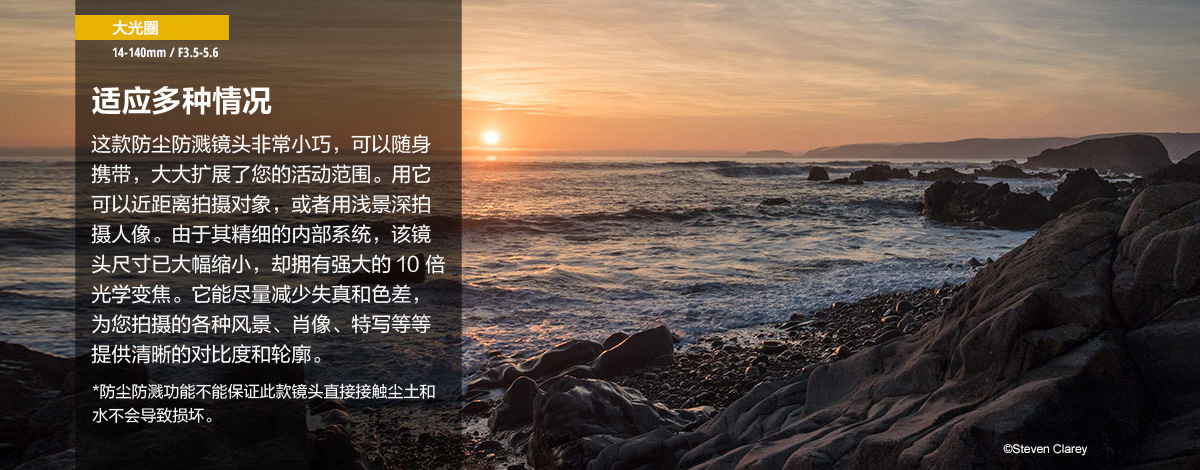 大光圈
14-140mm / F3.5-5.6
适应多种情况
这款防尘防溅镜头非常小巧，可以随身
携带，大大扩展了您的活动范围。用它
可以近距离拍摄对象，或者用浅景深拍
摄人像。由于其精细的内部系统，该镜
头尺寸已大幅缩小，却拥有强大的 10 倍
光学变焦。它能尽量减少失真和色差，
为您拍摄的各种风景、肖像、特写等等
提供清晰的对比度和轮廓。
*防尘防溅功能不能保证此款镜头直接接触尘土和
水不会导致损坏。
©Steven Clarey